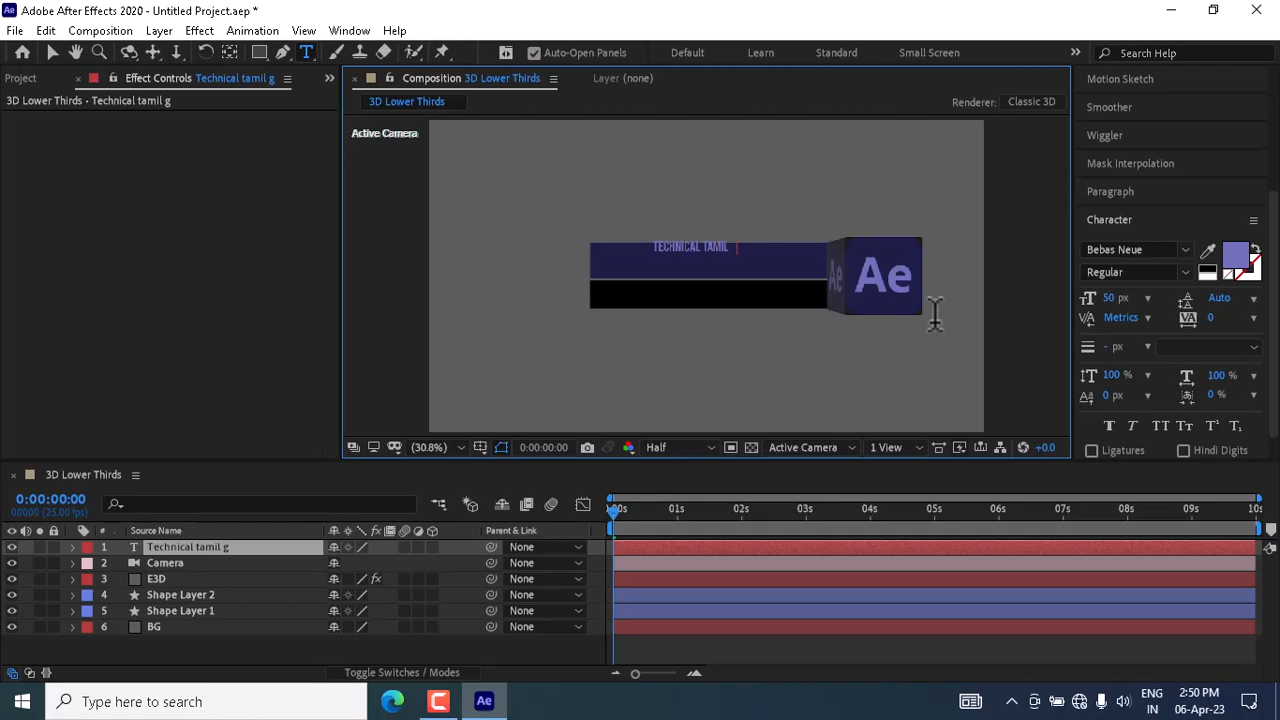 Adobe After Effects 2020 - Untitled Project.aep *
File Edit Composition Layer Effect Animation View Window Help
Auto-Open Panels Default Learn Standard Small Screen Search Help
Project Effect Controls Technical tamil g
3D Lower Thirds • Technical tamil g
Composition 3D Lower Thirds Layer (none)
3D Lower Thirds Renderer: Classic 3D
Active Camera
TECHNICAL TAMIL
Ae Ae
(30.8%) 0:00:00:00 Half Active Camera 1 View +0.0
Motion Sketch
Smoother
Wiggler
Mask Interpolation
Paragraph
Character
Bebas Neue
Regular
50 px Auto
Metrics 0
- px
100 % 100 %
0 px 0 %
T T TT Tт T¹ T₁
Ligatures Hindi Digits
3D Lower Thirds
0:00:00:00
00000 (25.00 fps)
# Source Name Parent & Link
1 Technical tamil g None
2 Camera None
3 E3D None
4 Shape Layer 2 None
5 Shape Layer 1 None
6 BG None
:00s 01s 02s 03s 04s 05s 06s 07s 08s 09s 10s
Toggle Switches / Modes
Type here to search
Ae
ENG
IN
2:50 PM
06-Apr-23